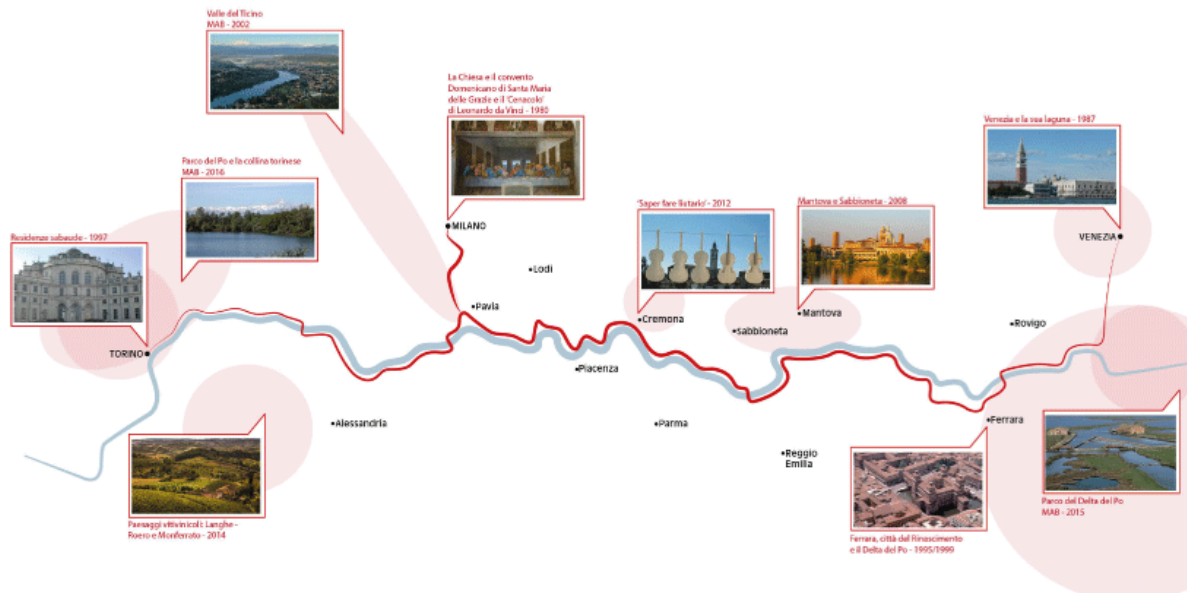 Valle del Ticino
MAB - 2002
La Chiesa e il convento
Domenicano di Santa Maria
delle Grazie e il 'Cenacolo'
di Leonardo da Vinci - 1980
Venezia e la sua laguna - 1987
Parco del Po e la collina torinese
MAB - 2016
'Saper fare liutario' - 2012
Mantova e Sabbioneta - 2008
Residenze sabaude - 1997
MILANO
VENEZIA
Lodi
Pavia
Cremona
Mantova
Sabbioneta
Rovigo
TORINO
Piacenza
Alessandria
Parma
Ferrara
Reggio
Emilia
Parco del Delta del Po
MAB - 2015
Paesaggi vitivinicoli: Langhe -
Roero e Monferrato - 2014
Ferrara, città del Rinascimento
e il Delta del Po - 1995/1999